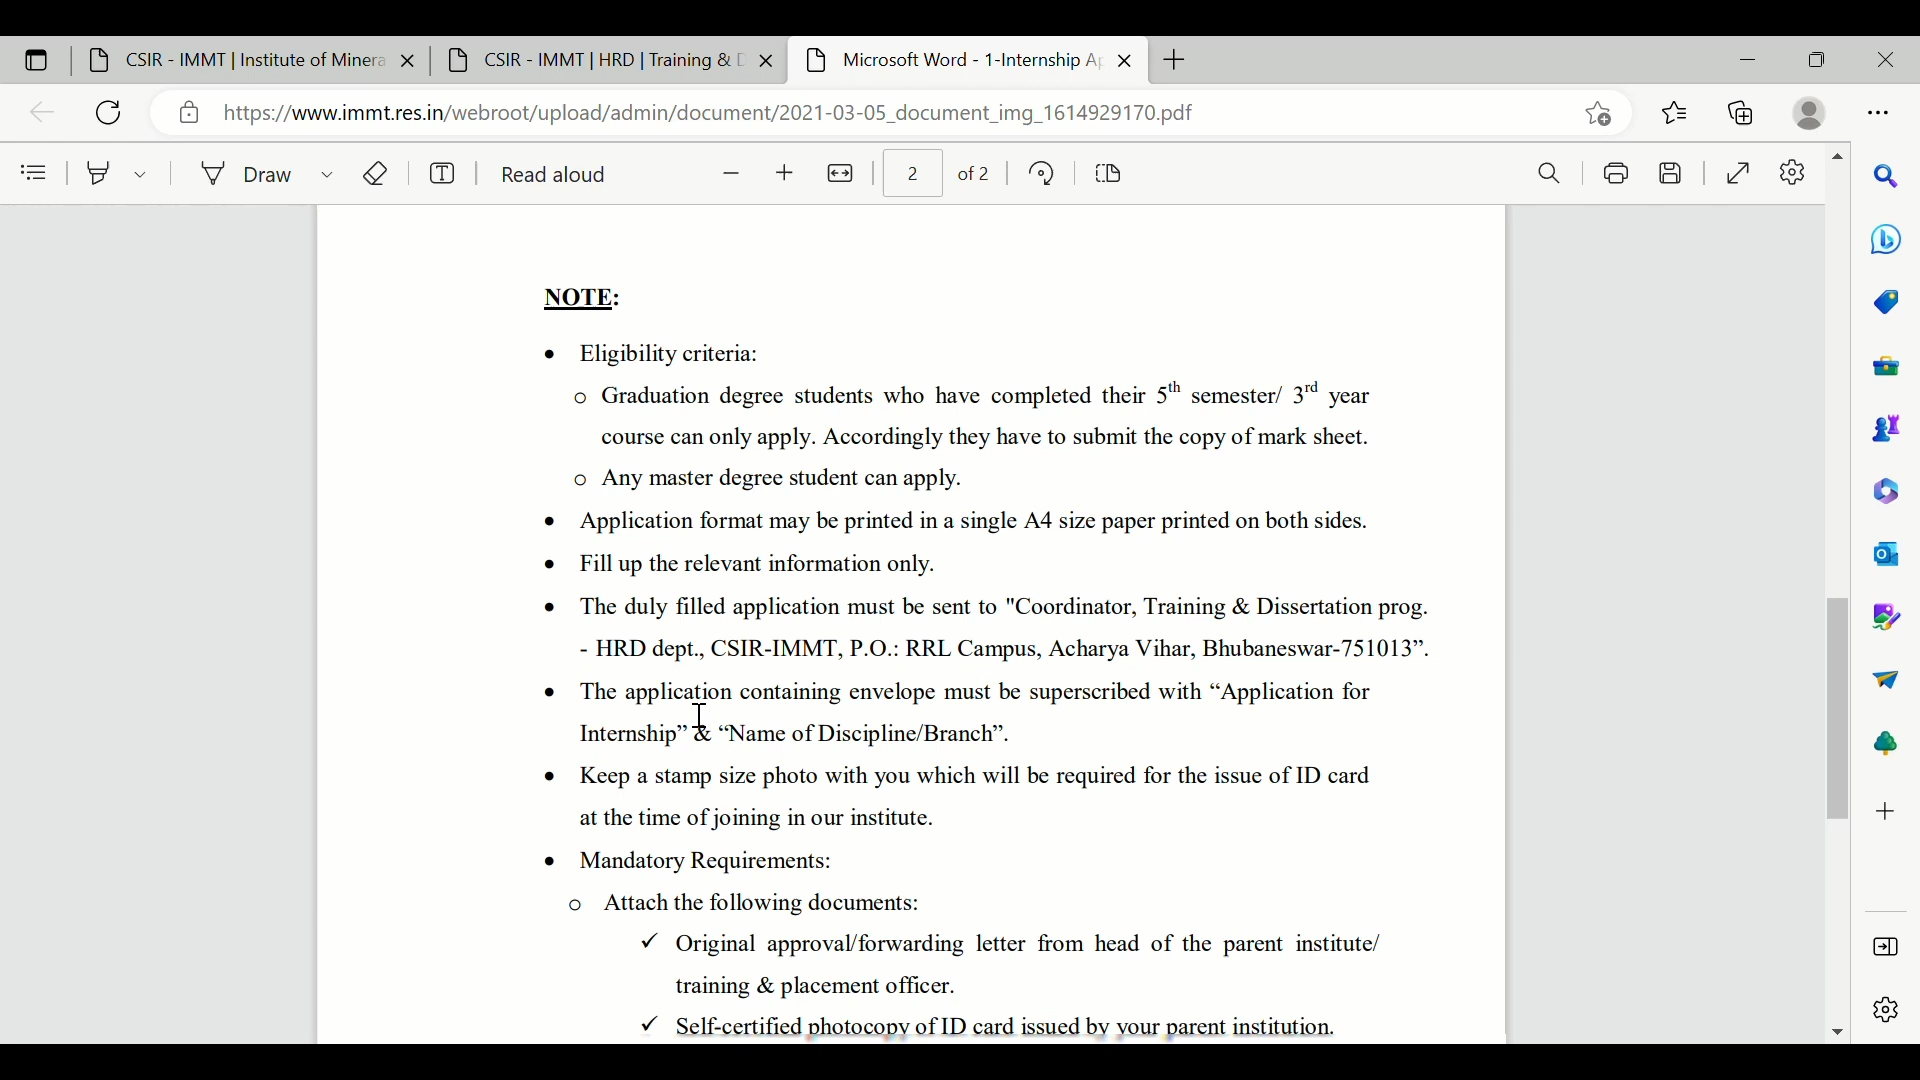 CSIR - IMMT | Institute of Minera
CSIR - IMMT | HRD | Training & D
Microsoft Word - 1-Internship Ap
https://www.immt.res.in/webroot/upload/admin/document/2021-03-05_document_img_1614929170.pdf
Draw
Read aloud
2
of 2
NOTE:
• Eligibility criteria:
o Graduation degree students who have completed their 5th semester/ 3rd year
course can only apply. Accordingly they have to submit the copy of mark sheet.
o Any master degree student can apply.
• Application format may be printed in a single A4 size paper printed on both sides.
• Fill up the relevant information only.
• The duly filled application must be sent to "Coordinator, Training & Dissertation prog.
- HRD dept., CSIR-IMMT, P.O.: RRL Campus, Acharya Vihar, Bhubaneswar-751013”.
• The application containing envelope must be superscribed with “Application for
Internship” & “Name of Discipline/Branch”.
• Keep a stamp size photo with you which will be required for the issue of ID card
at the time of joining in our institute.
• Mandatory Requirements:
o Attach the following documents:
✓ Original approval/forwarding letter from head of the parent institute/
training & placement officer.
✓ Self-certified photocopy of ID card issued by your parent institution.